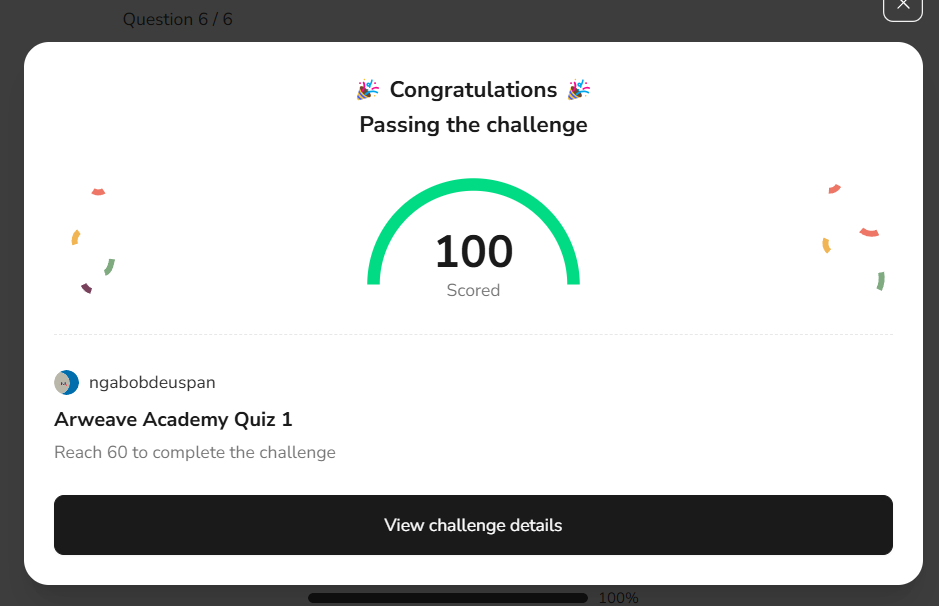 Question 6 / 6
🎉 Congratulations 🎉
Passing the challenge
100
Scored
ngabobdeuspan
Arweave Academy Quiz 1
Reach 60 to complete the challenge
View challenge details
100%